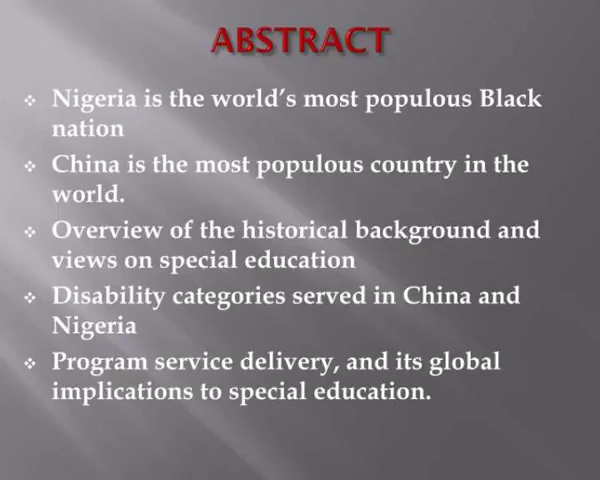 ABSTRACT
Nigeria is the world’s most populous Black
nation
China is the most populous country in the
world.
Overview of the historical background and
views on special education
Disability categories served in China and
Nigeria
Program service delivery, and its global
implications to special education.